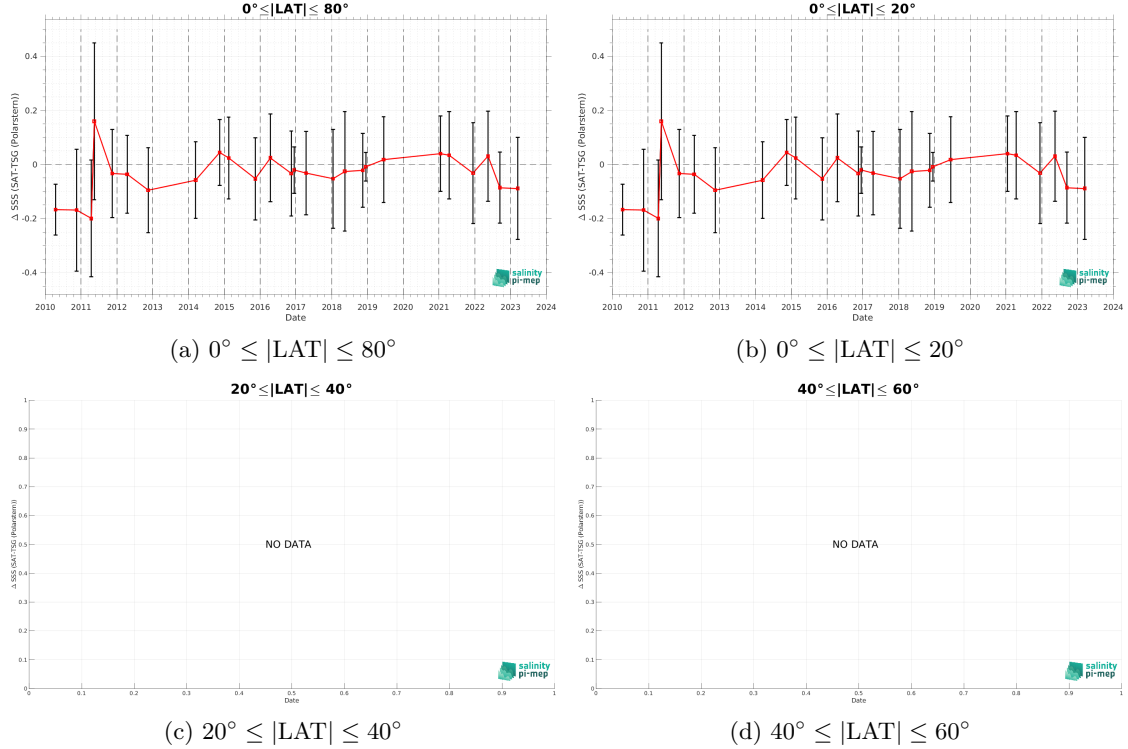 0°≤|LAT|≤ 80°
Δ SSS (SAT-TSG (Polarstern))
0.4
0.2
0
-0.2
-0.4
2010 2011 2012 2013 2014 2015 2016 2017 2018 2019 2020 2021 2022 2023 2024
Date
salinity
pi-mep
(a) 0° ≤ |LAT| ≤ 80°
0°≤|LAT|≤ 20°
Δ SSS (SAT-TSG (Polarstern))
0.4
0.2
0
-0.2
-0.4
2010 2011 2012 2013 2014 2015 2016 2017 2018 2019 2020 2021 2022 2023 2024
Date
salinity
pi-mep
(b) 0° ≤ |LAT| ≤ 20°
20°≤|LAT|≤ 40°
Δ SSS (SAT-TSG (Polarstern))
1
0.9
0.8
0.7
0.6
0.5
0.4
0.3
0.2
0.1
0
NO DATA
0 0.1 0.2 0.3 0.4 0.5 0.6 0.7 0.8 0.9 1
Date
salinity
pi-mep
(c) 20° ≤ |LAT| ≤ 40°
40°≤|LAT|≤ 60°
Δ SSS (SAT-TSG (Polarstern))
1
0.9
0.8
0.7
0.6
0.5
0.4
0.3
0.2
0.1
0
NO DATA
0 0.1 0.2 0.3 0.4 0.5 0.6 0.7 0.8 0.9 1
Date
salinity
pi-mep
(d) 40° ≤ |LAT| ≤ 60°